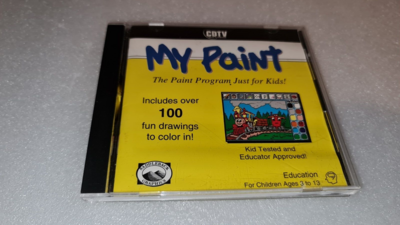 CDTV
My Paint
The Paint Program Just for Kids!
Includes over
100
fun drawings
to color in!
Kid Tested and
Educator Approved!
Education
For Children Ages 3 to 13